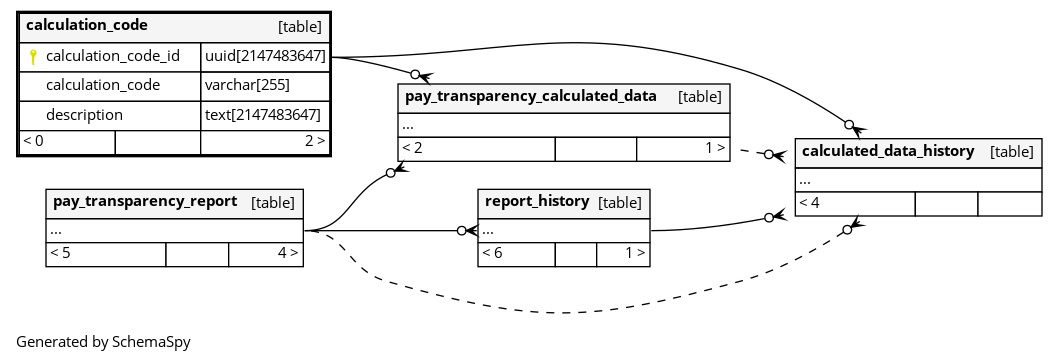 calculation_code [table]
calculation_code_id uuid[2147483647]
calculation_code varchar[255]
description text[2147483647]
< 0 2 >
pay_transparency_calculated_data [table]
...
< 2 1 >
calculated_data_history [table]
...
< 4
pay_transparency_report [table]
...
< 5 4 >
report_history [table]
...
< 6 1 >
Generated by SchemaSpy